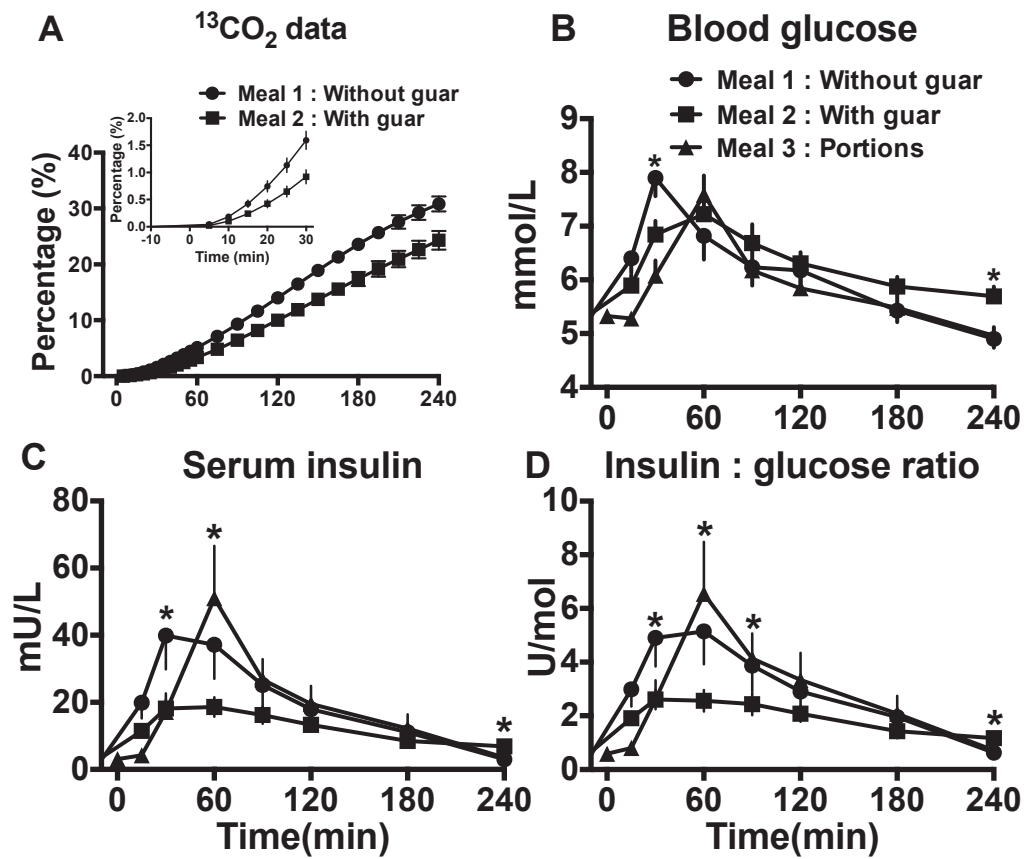 A
¹³CO₂ data
Meal 1 : Without guar
Meal 2 : With guar
Percentage (%)
2.0
1.5
1.0
0.5
0.0
-10
0
10
20
30
Time (min)
Percentage (%)
40
30
20
10
0
0
60
120
180
240
B
Blood glucose
Meal 1 : Without guar
Meal 2 : With guar
Meal 3 : Portions
mmol/L
9
8
7
6
5
4
*
*
0
60
120
180
240
C
Serum insulin
mU/L
80
60
40
20
0
*
*
*
0
60
120
180
240
Time(min)
D
Insulin : glucose ratio
U/mol
10
8
6
4
2
0
*
*
*
*
0
60
120
180
240
Time(min)